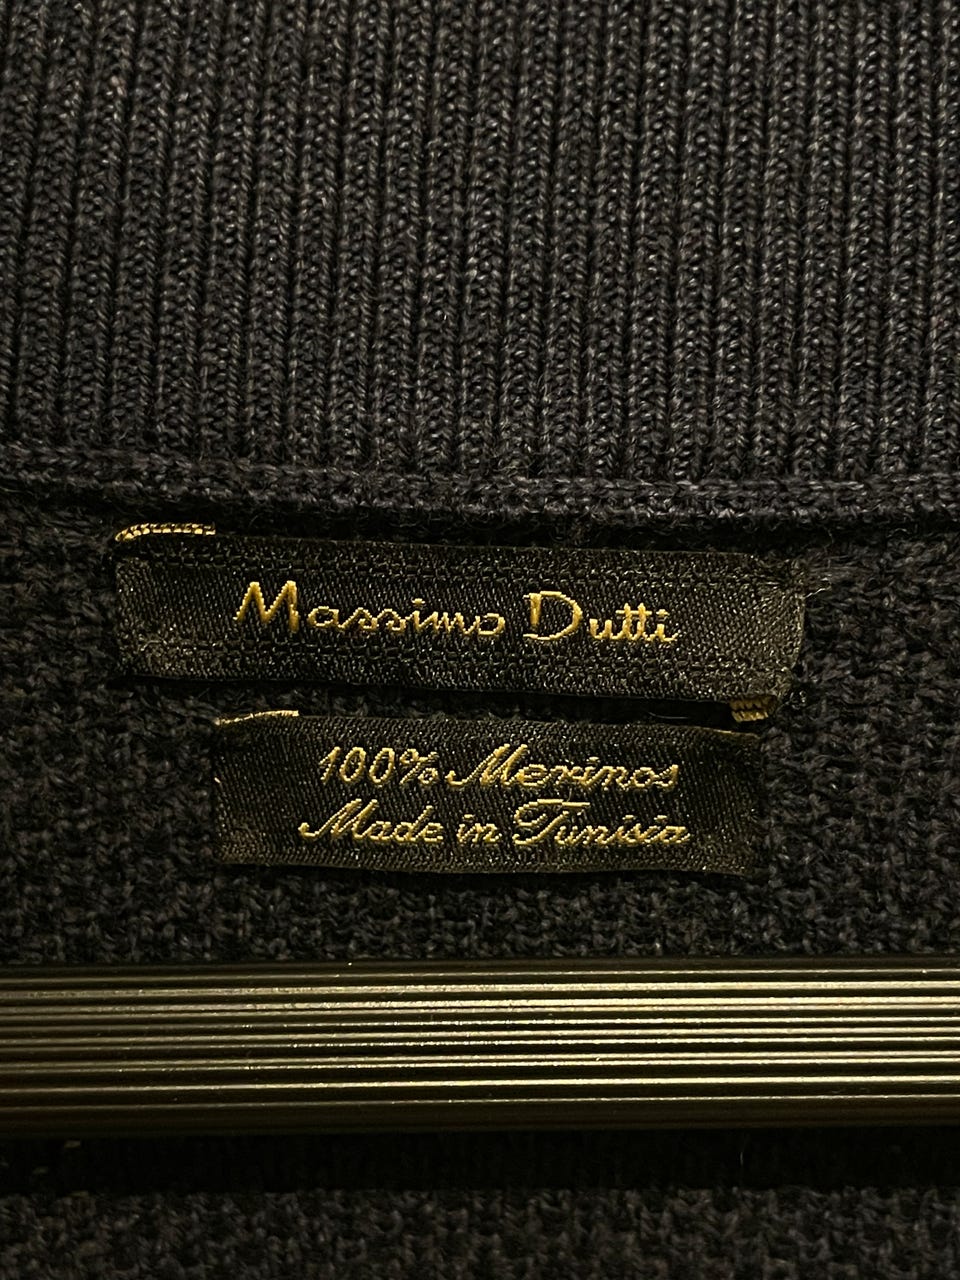 Massimo Dutti
100% Merinos
Made in Tunisia